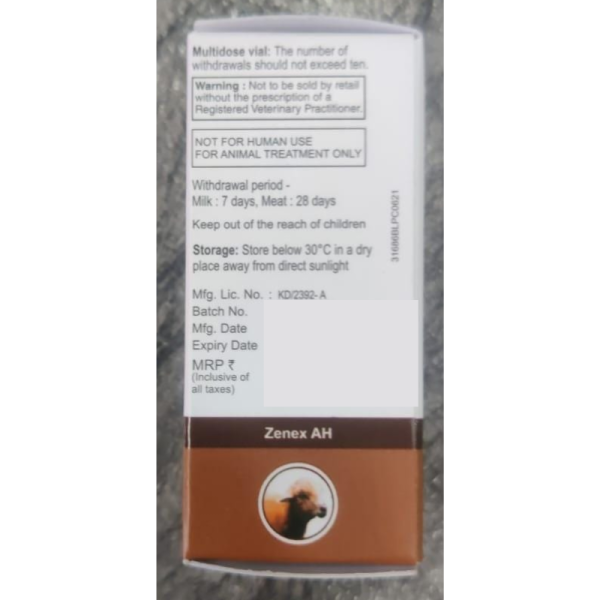 Multidose vial: The number of
withdrawals should not exceed ten.
Warning : Not to be sold by retail
without the prescription of a
Registered Veterinary Practitioner.
NOT FOR HUMAN USE
FOR ANIMAL TREATMENT ONLY
Withdrawal period -
Milk : 7 days, Meat : 28 days
Keep out of the reach of children
Storage: Store below 30°C in a dry
place away from direct sunlight
31686BLPC0621
Mfg. Lic. No. : KD/2392-A
Batch No.
Mfg. Date
Expiry Date
MRP ₹
(Inclusive of
all taxes)
Zenex AH